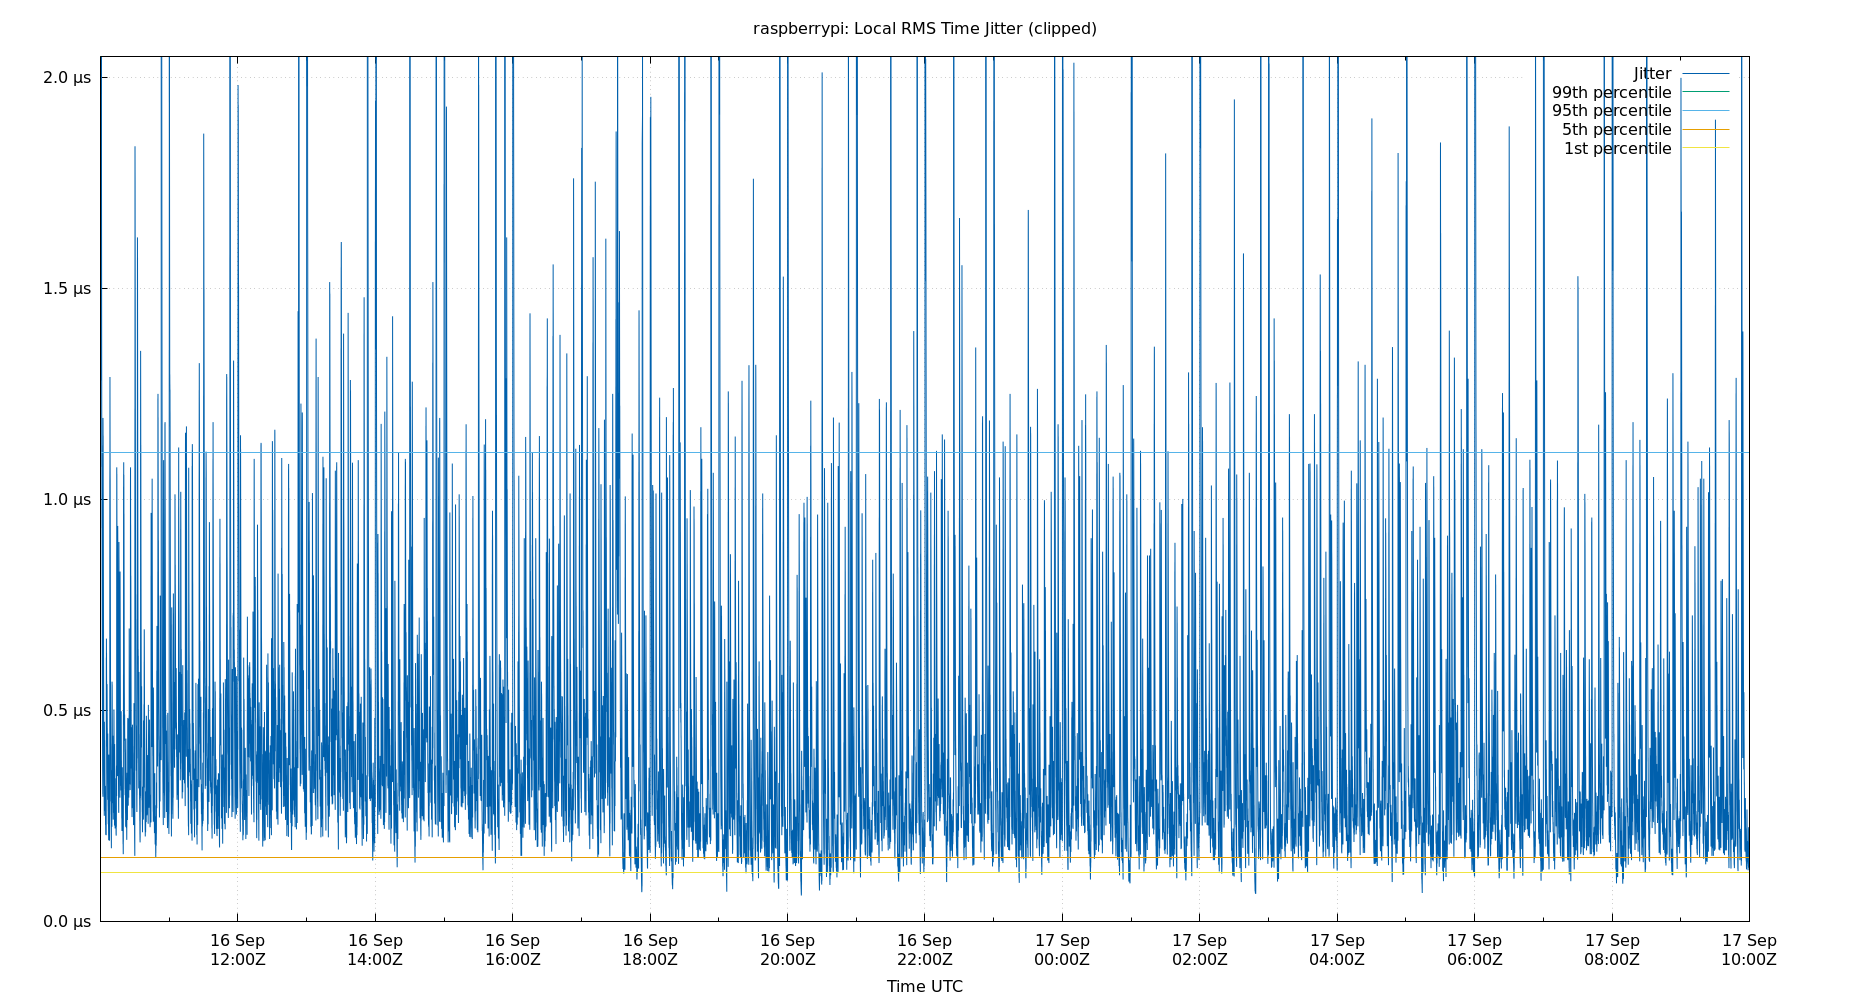 raspberrypi: Local RMS Time Jitter (clipped)
2.0 µs
1.5 µs
1.0 µs
0.5 µs
0.0 µs
Jitter
99th percentile
95th percentile
5th percentile
1st percentile
16 Sep 16 Sep 16 Sep 16 Sep 16 Sep 16 Sep 17 Sep 17 Sep 17 Sep 17 Sep 17 Sep 17 Sep
12:00Z 14:00Z 16:00Z 18:00Z 20:00Z 22:00Z 00:00Z 02:00Z 04:00Z 06:00Z 08:00Z 10:00Z
Time UTC